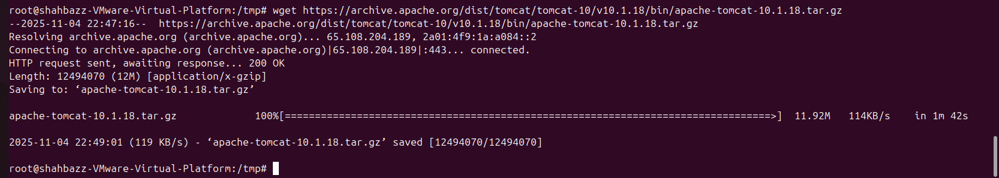 root@shahbazz-VMware-Virtual-Platform:/tmp# wget https://archive.apache.org/dist/tomcat/tomcat-10/v10.1.18/bin/apache-tomcat-10.1.18.tar.gz
--2025-11-04 22:47:16--  https://archive.apache.org/dist/tomcat/tomcat-10/v10.1.18/bin/apache-tomcat-10.1.18.tar.gz
Resolving archive.apache.org (archive.apache.org)... 65.108.204.189, 2a01:4f9:1a:a084::2
Connecting to archive.apache.org (archive.apache.org)|65.108.204.189|:443... connected.
HTTP request sent, awaiting response... 200 OK
Length: 12494070 (12M) [application/x-gzip]
Saving to: ‘apache-tomcat-10.1.18.tar.gz’
apache-tomcat-10.1.18.tar.gz             100%[=================================================================================>]  11.92M   114KB/s    in 1m 42s
2025-11-04 22:49:01 (119 KB/s) - ‘apache-tomcat-10.1.18.tar.gz’ saved [12494070/12494070]
root@shahbazz-VMware-Virtual-Platform:/tmp#